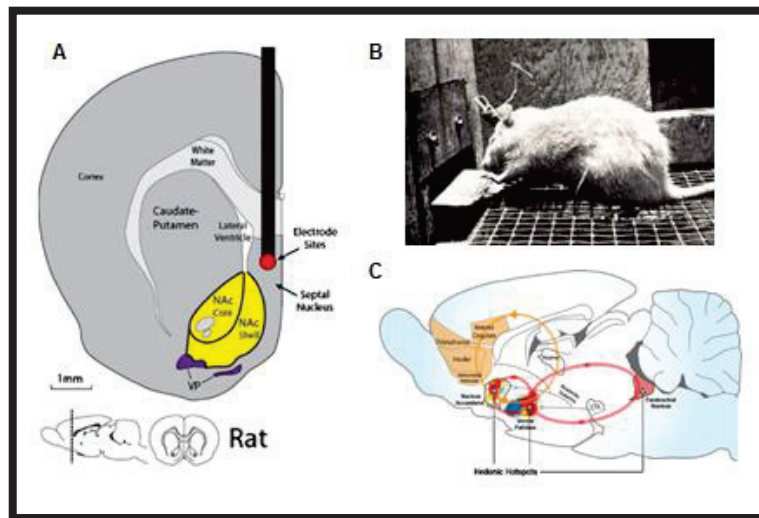 A
White
Matter
Cortex
Caudate-
Putamen
Lateral
Ventricle
Electrode
Sites
Septal
Nucleus
NAc
Core
NAc
Shell
VP
1mm
Rat
B
C
Nucleus
Accumbens
Ventral
Pallidum
Parabrachial
Nucleus
Hedonic Hotspots